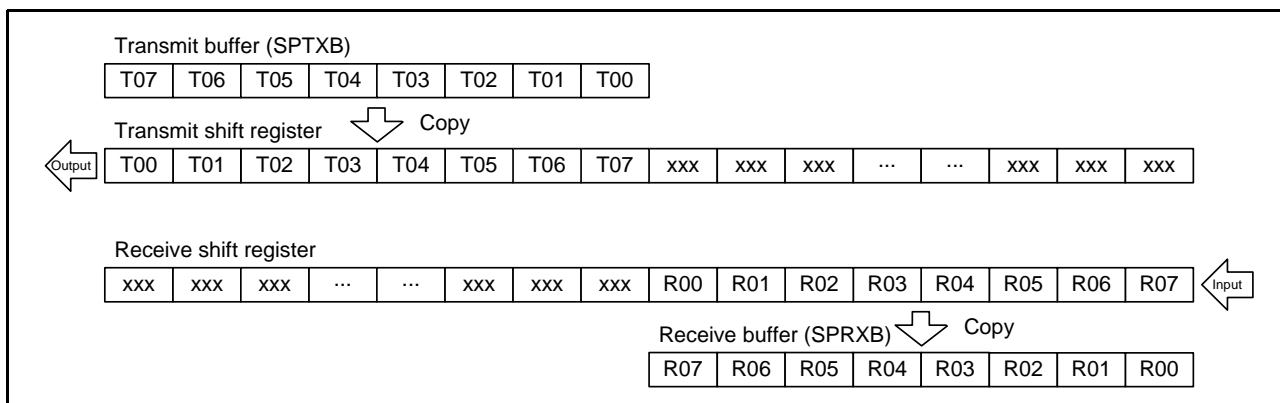 Transmit buffer (SPTXB)
T07 T06 T05 T04 T03 T02 T01 T00
Copy
Transmit shift register
Output T00 T01 T02 T03 T04 T05 T06 T07 xxx xxx xxx ... ... xxx xxx xxx
Receive shift register
xxx xxx xxx ... ... xxx xxx xxx R00 R01 R02 R03 R04 R05 R06 R07 Input
Receive buffer (SPRXB) Copy
R07 R06 R05 R04 R03 R02 R01 R00